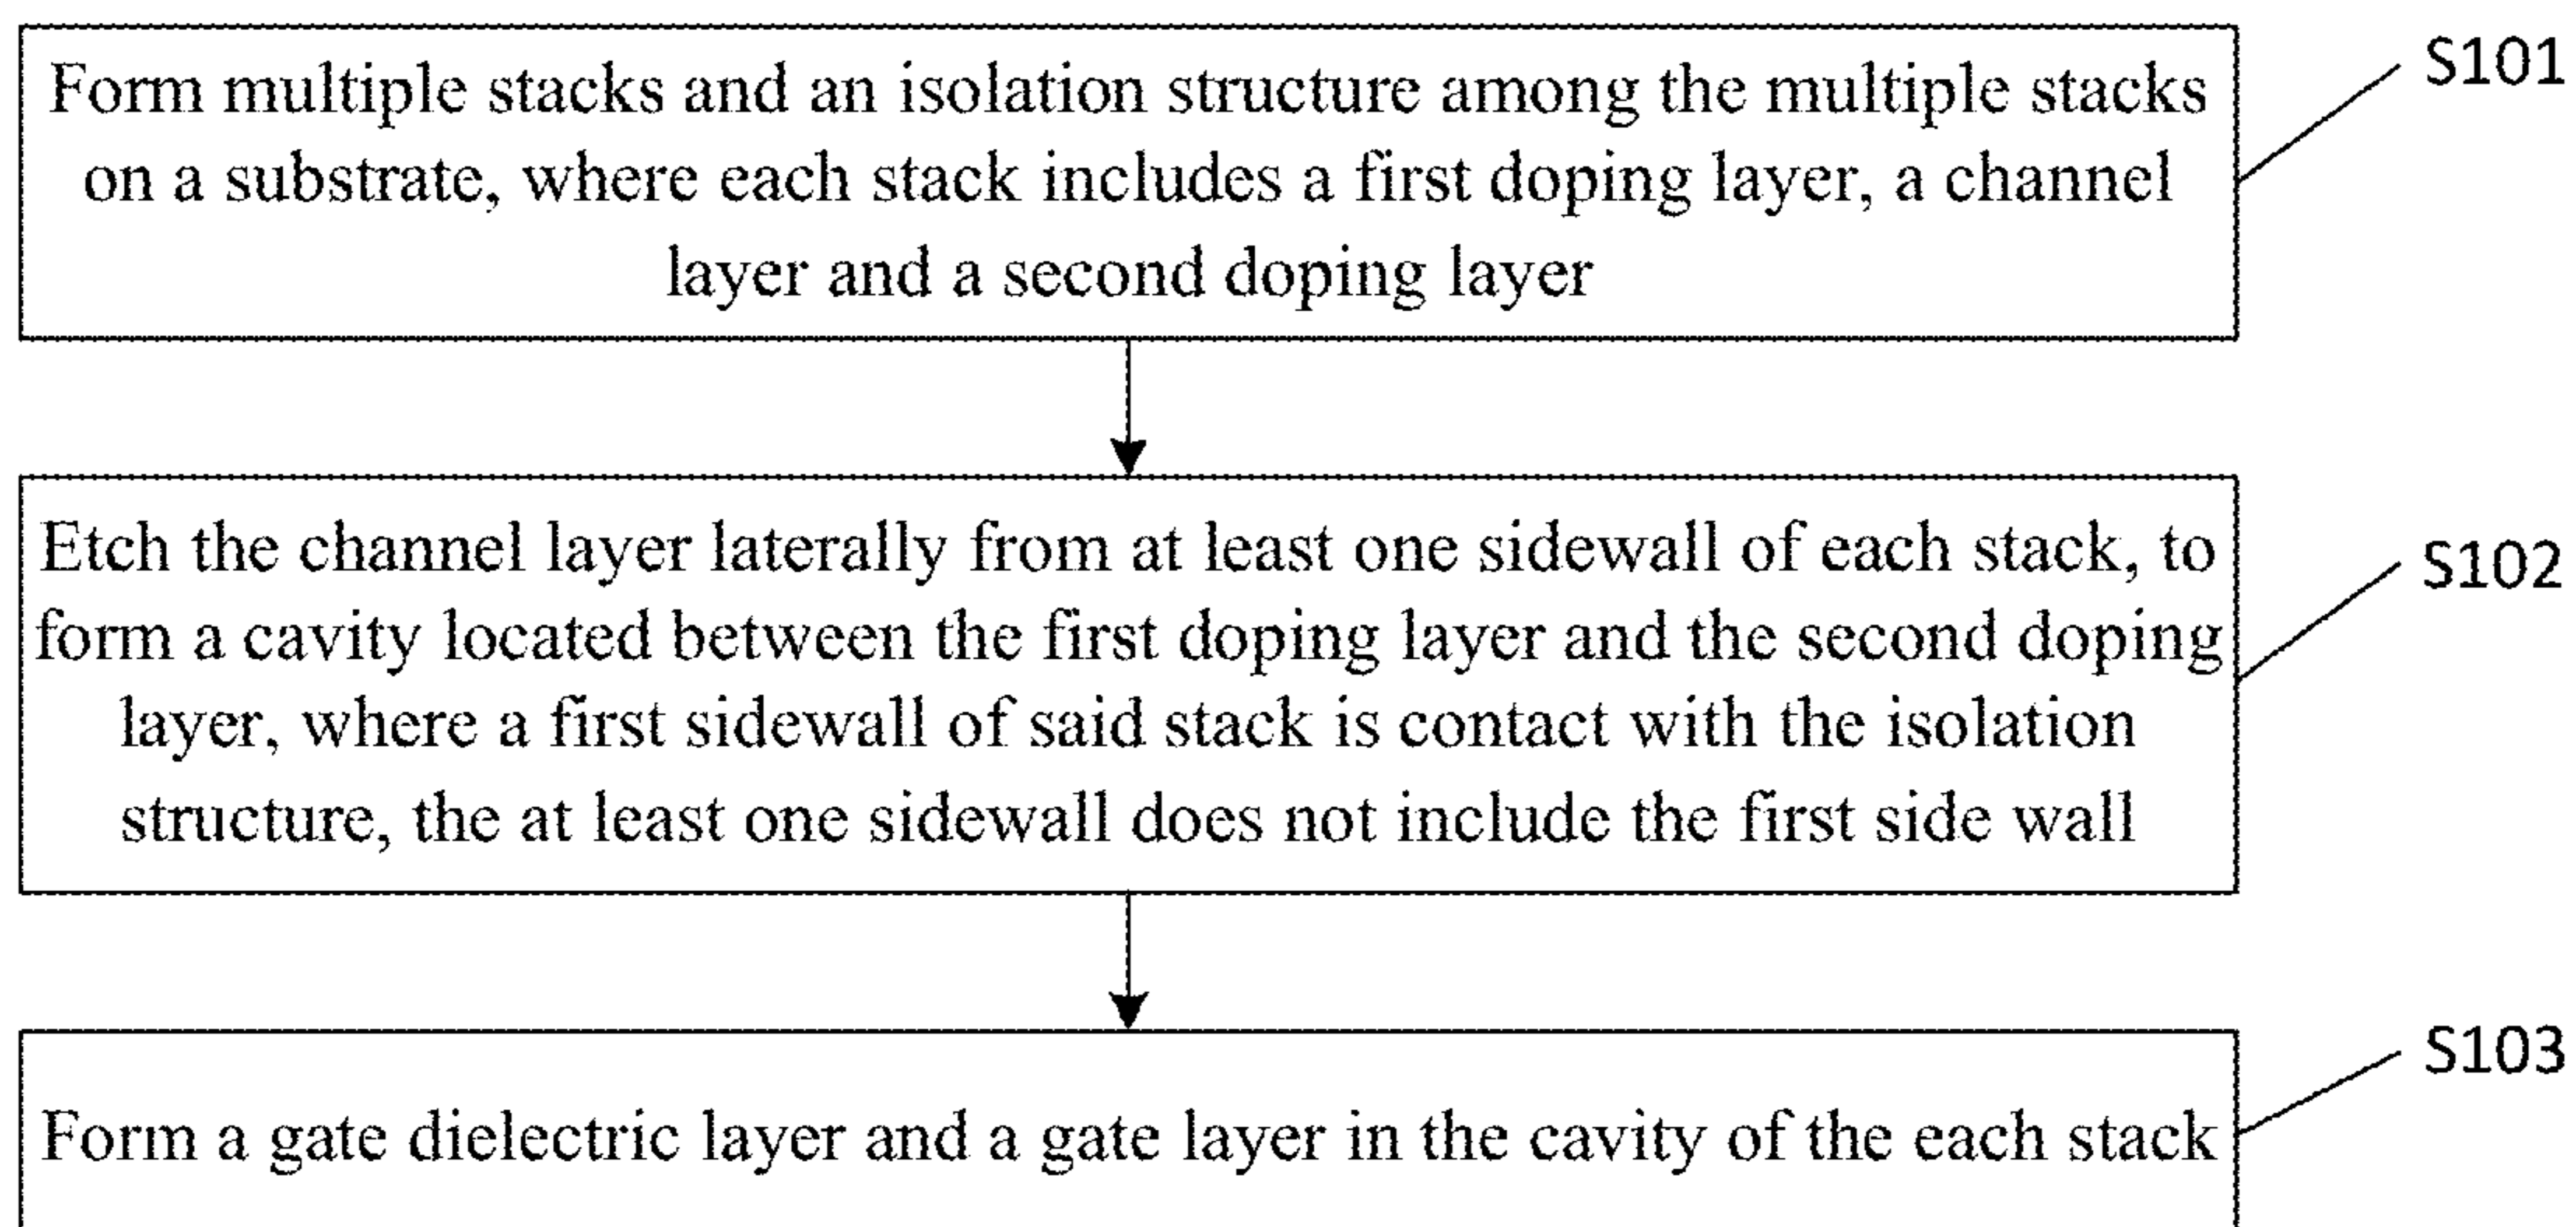 Form multiple stacks and an isolation structure among the multiple stacks
on a substrate, where each stack includes a first doping layer, a channel
layer and a second doping layer
S101
Etch the channel layer laterally from at least one sidewall of each stack, to
form a cavity located between the first doping layer and the second doping
layer, where a first sidewall of said stack is contact with the isolation
structure, the at least one sidewall does not include the first side wall
S102
Form a gate dielectric layer and a gate layer in the cavity of the each stack
S103